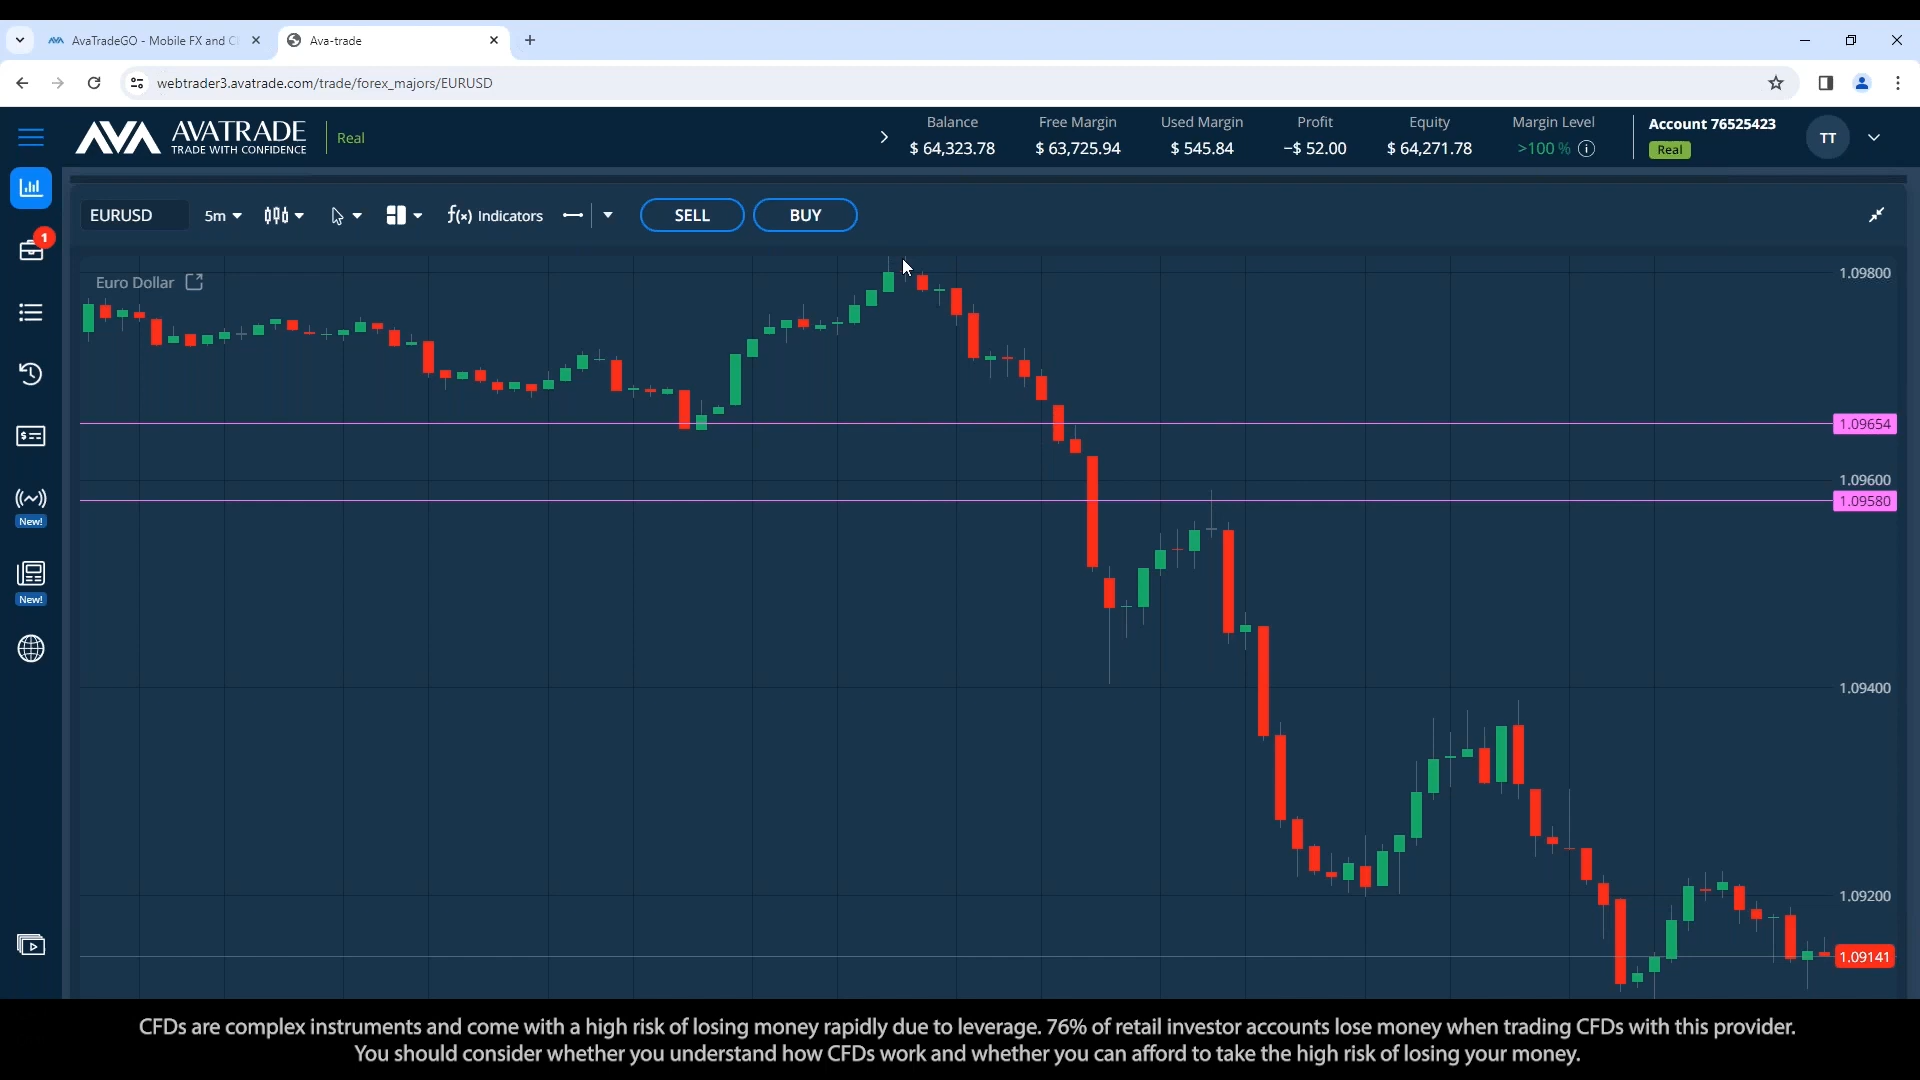 AvaTradeGO - Mobile FX and C
Ava-trade
webtrader3.avatrade.com/trade/forex_majors/EURUSD
AVA AVATRADE
TRADE WITH CONFIDENCE
Real
Balance
$ 64,323.78
Free Margin
$ 63,725.94
Used Margin
$ 545.84
Profit
−$ 52.00
Equity
$ 64,271.78
Margin Level
>100 %
Account 76525423
Real
TT
1
New!
New!
EURUSD
5m
f(x) Indicators
SELL
BUY
Euro Dollar
1.09800
1.09654
1.09600
1.09580
1.09400
1.09200
1.09141
CFDs are complex instruments and come with a high risk of losing money rapidly due to leverage. 76% of retail investor accounts lose money when trading CFDs with this provider.
You should consider whether you understand how CFDs work and whether you can afford to take the high risk of losing your money.